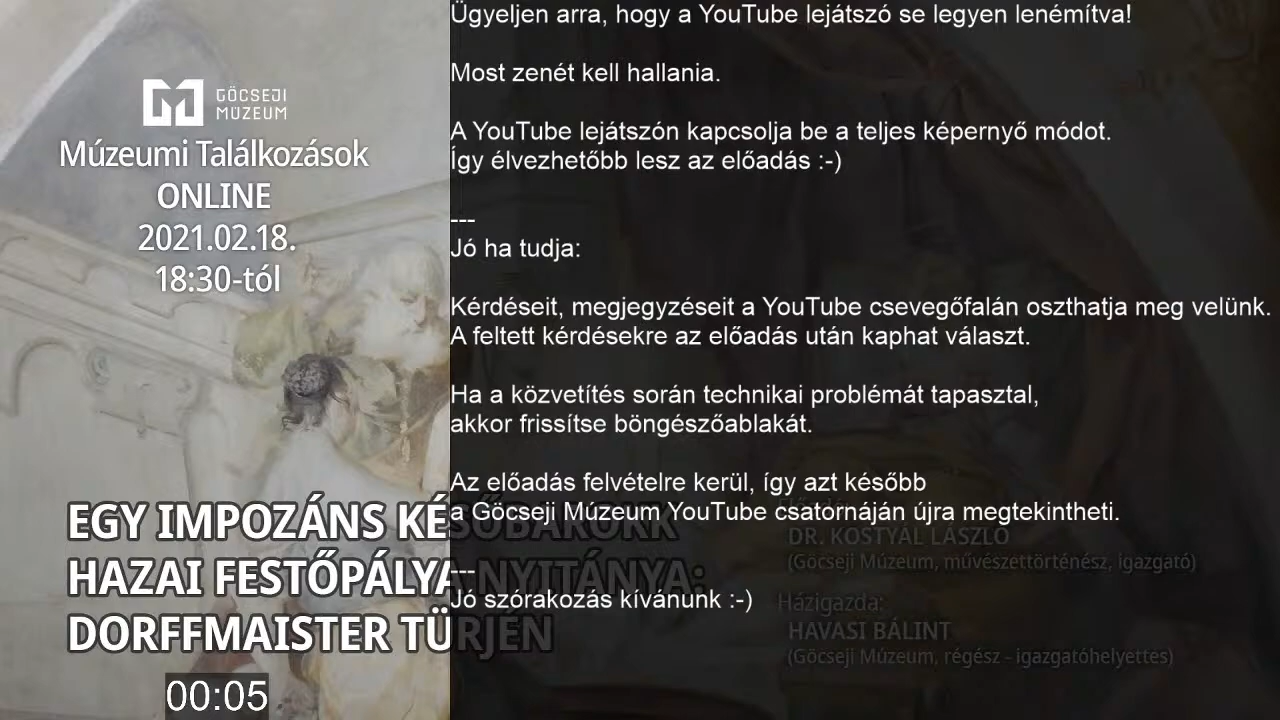 GÖCSEJI
MÚZEUM
Múzeumi Találkozások
ONLINE
2021.02.18.
18:30-tól
EGY IMPOZÁNS KÉSŐBAROKK
HAZAI FESTŐPÁLYA NYITÁNYA:
DORFFMAISTER TÜRJÉN
00:05
Ügyeljen arra, hogy a YouTube lejátszó se legyen lenémítva!
Most zenét kell hallania.
A YouTube lejátszón kapcsolja be a teljes képernyő módot.
Így élvezhetőbb lesz az előadás :-)
---
Jó ha tudja:
Kérdéseit, megjegyzéseit a YouTube csevegőfalán oszthatja meg velünk.
A feltett kérdésekre az előadás után kaphat választ.
Ha a közvetítés során technikai problémát tapasztal,
akkor frissítse böngészőablakát.
Az előadás felvételre kerül, így azt később
a Göcseji Múzeum YouTube csatornáján újra megtekintheti.
---
Jó szórakozás kívánunk :-)
DR. KOSTYÁL LÁSZLÓ
(Göcseji Múzeum, művészettörténész, igazgató)
Házigazda:
HAVASI BÁLINT
(Göcseji Múzeum, régész - igazgatóhelyettes)